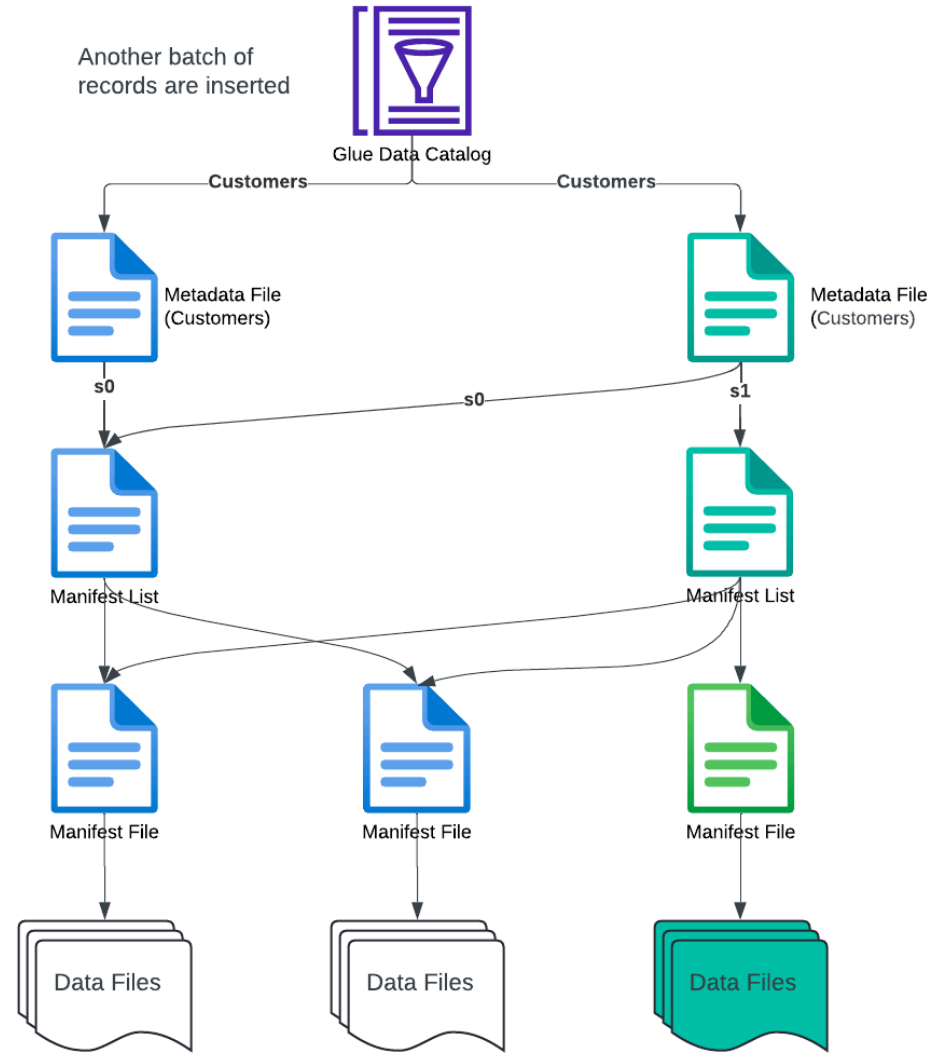 Another batch of
records are inserted
Glue Data Catalog
Customers
Customers
Metadata File
(Customers)
Metadata File
(Customers)
s0
s0
s1
Manifest List
Manifest List
Manifest File
Manifest File
Manifest File
Data Files
Data Files
Data Files